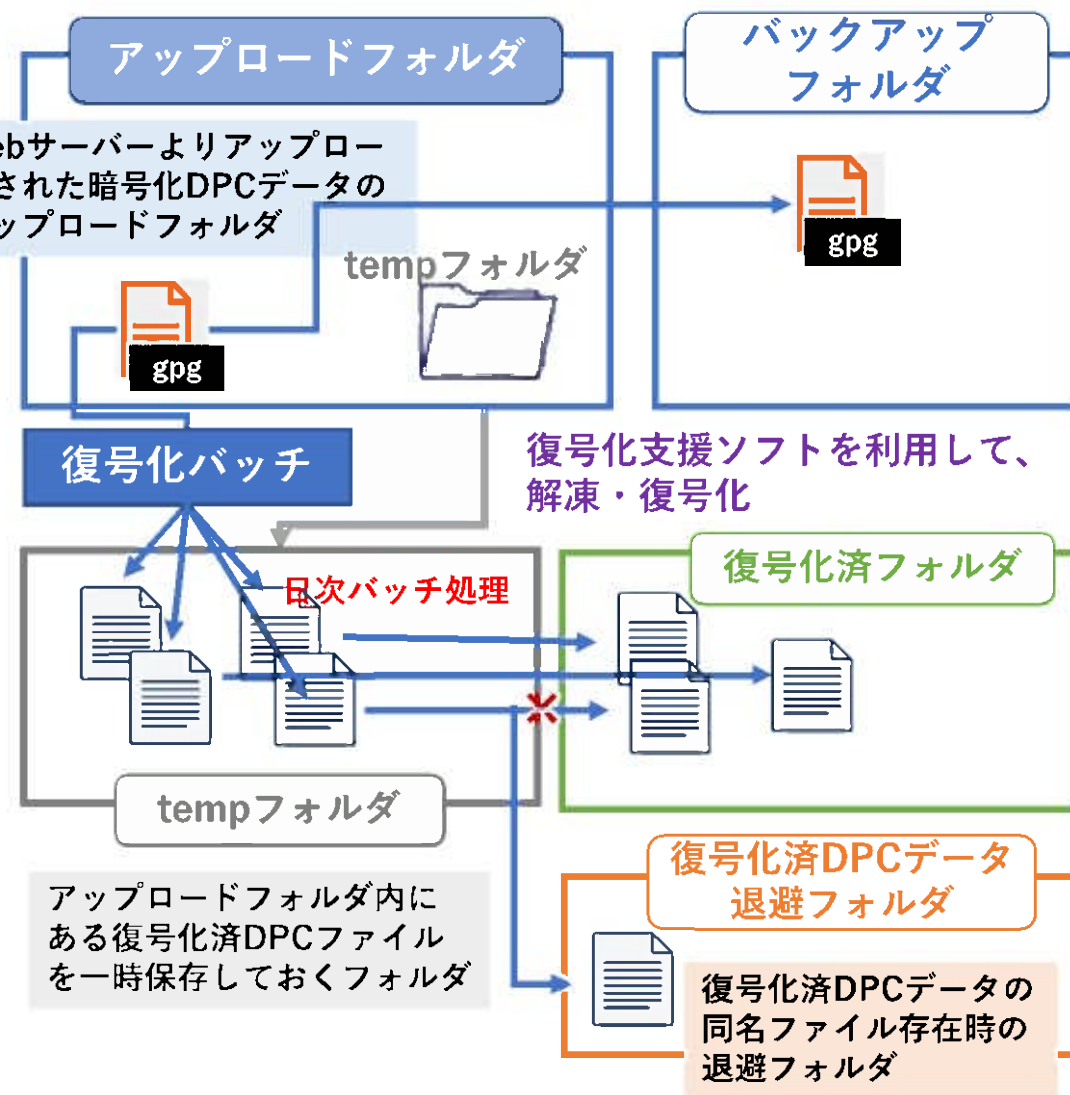 アップロードフォルダ
バックアップ
フォルダ
ebサーバーよりアップロー
された暗号化DPCデータの
ップロードフォルダ
tempフォルダ
gpg
gpg
復号化バッチ
復号化支援ソフトを利用して、
解凍・復号化
日次バッチ処理
復号化済フォルダ
tempフォルダ
アップロードフォルダ内に
ある復号化済DPCファイル
を一時保存しておくフォルダ
復号化済DPCデータ
退避フォルダ
復号化済DPCデータの
同名ファイル存在時の
退避フォルダ